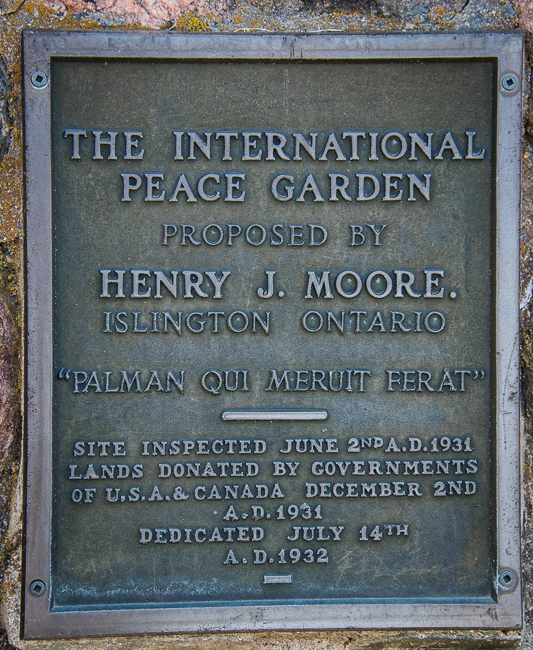 THE INTERNATIONAL
PEACE GARDEN
PROPOSED BY
HENRY J. MOORE.
ISLINGTON ONTARIO
"PALMAN QUI MERUIT FERAT"
SITE INSPECTED JUNE 2ND A.D.1931
LANDS DONATED BY GOVERNMENTS
OF U.S.A.& CANADA DECEMBER 2ND
A.D.1931
DEDICATED JULY 14TH
A.D.1932